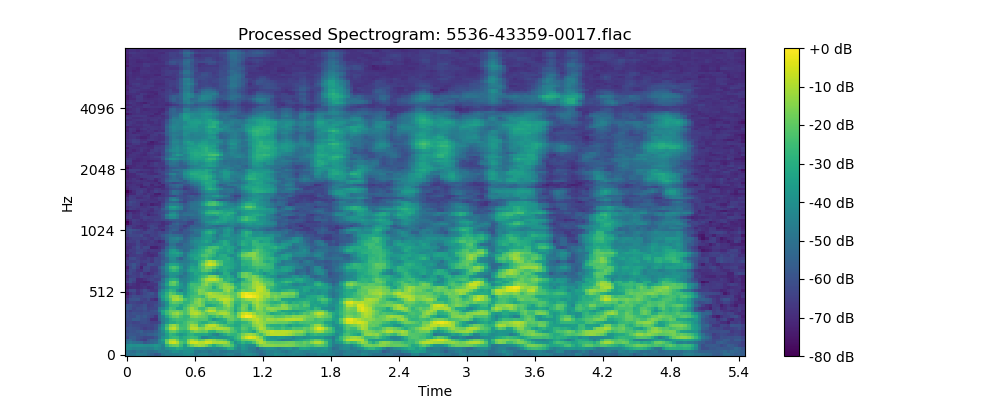 Processed Spectrogram: 5536-43359-0017.flac
Hz
4096
2048
1024
512
0
0 0.6 1.2 1.8 2.4 3 3.6 4.2 4.8 5.4
Time
+0 dB
-10 dB
-20 dB
-30 dB
-40 dB
-50 dB
-60 dB
-70 dB
-80 dB